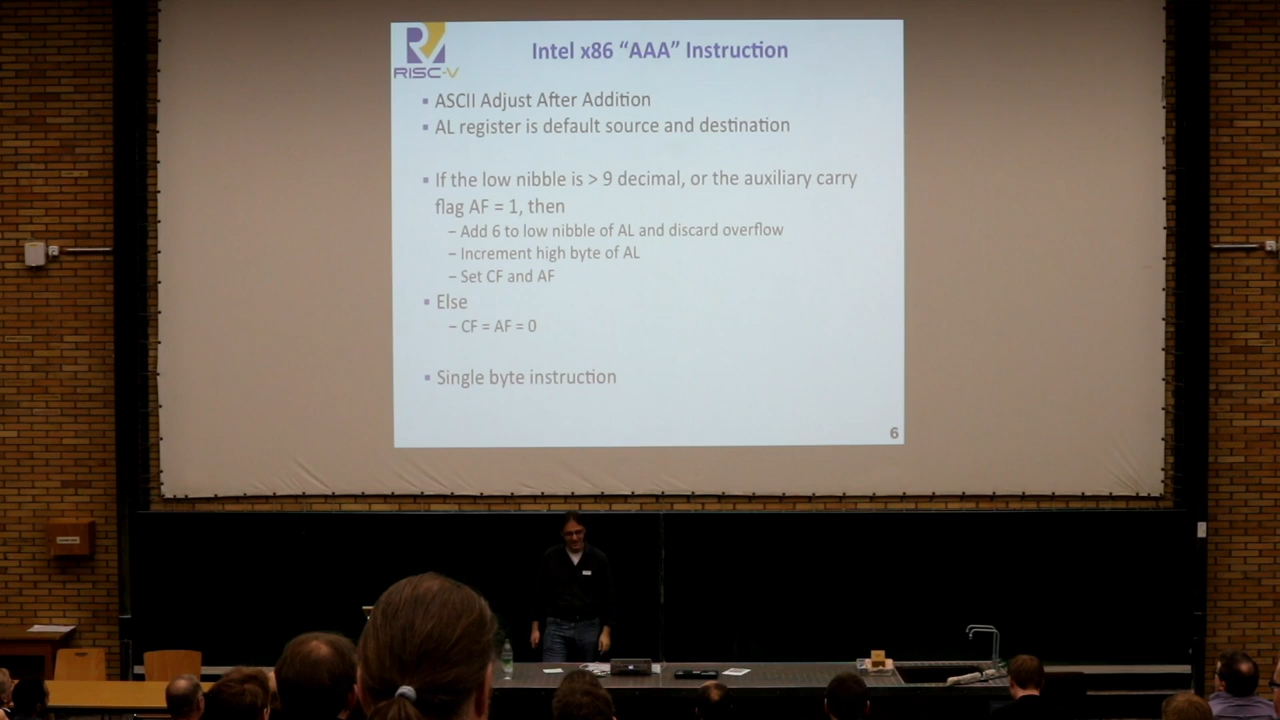 RISC-V
Intel x86 “AAA” Instruction
▪ ASCII Adjust After Addition
▪ AL register is default source and destination
▪ If the low nibble is > 9 decimal, or the auxiliary carry
flag AF = 1, then
– Add 6 to low nibble of AL and discard overflow
– Increment high byte of AL
– Set CF and AF
▪ Else
– CF = AF = 0
▪ Single byte instruction
6